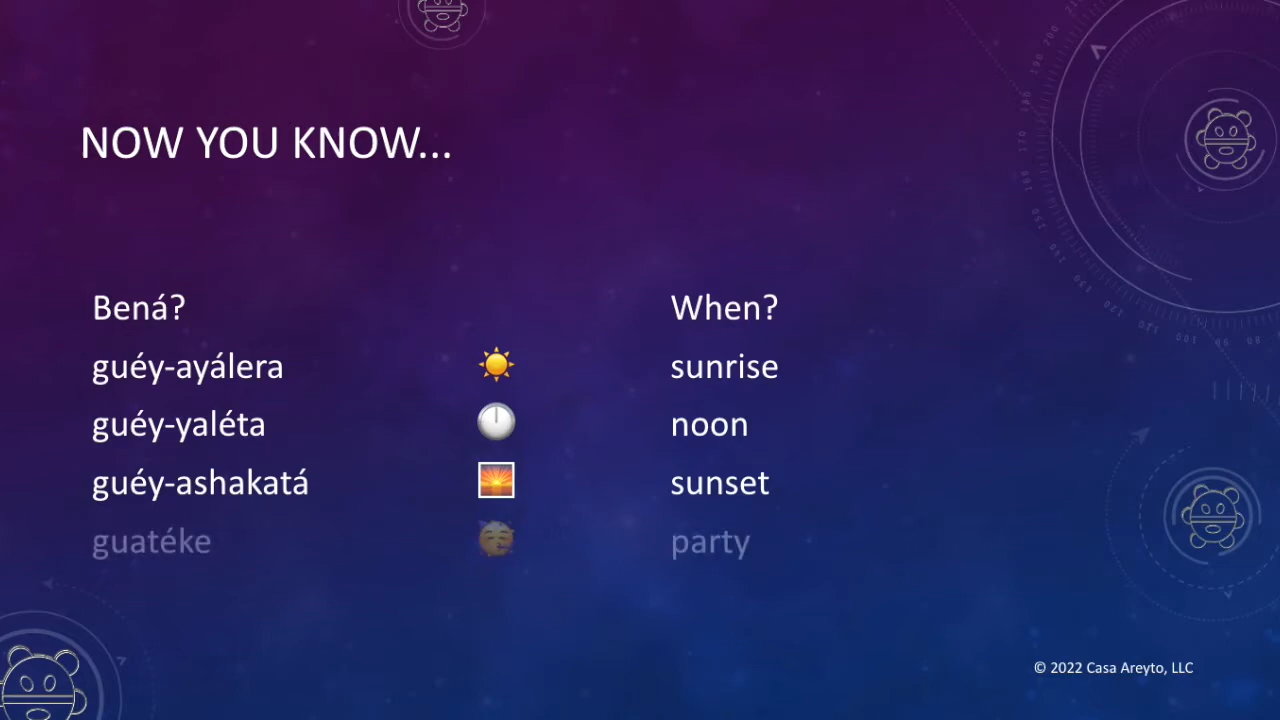 NOW YOU KNOW...
Bená? When?
guéy-ayálera ☀️ sunrise
guéy-yaléta 🕛 noon
guéy-ashakatá 🌅 sunset
guatéke 🥳 party
© 2022 Casa Areyto, LLC